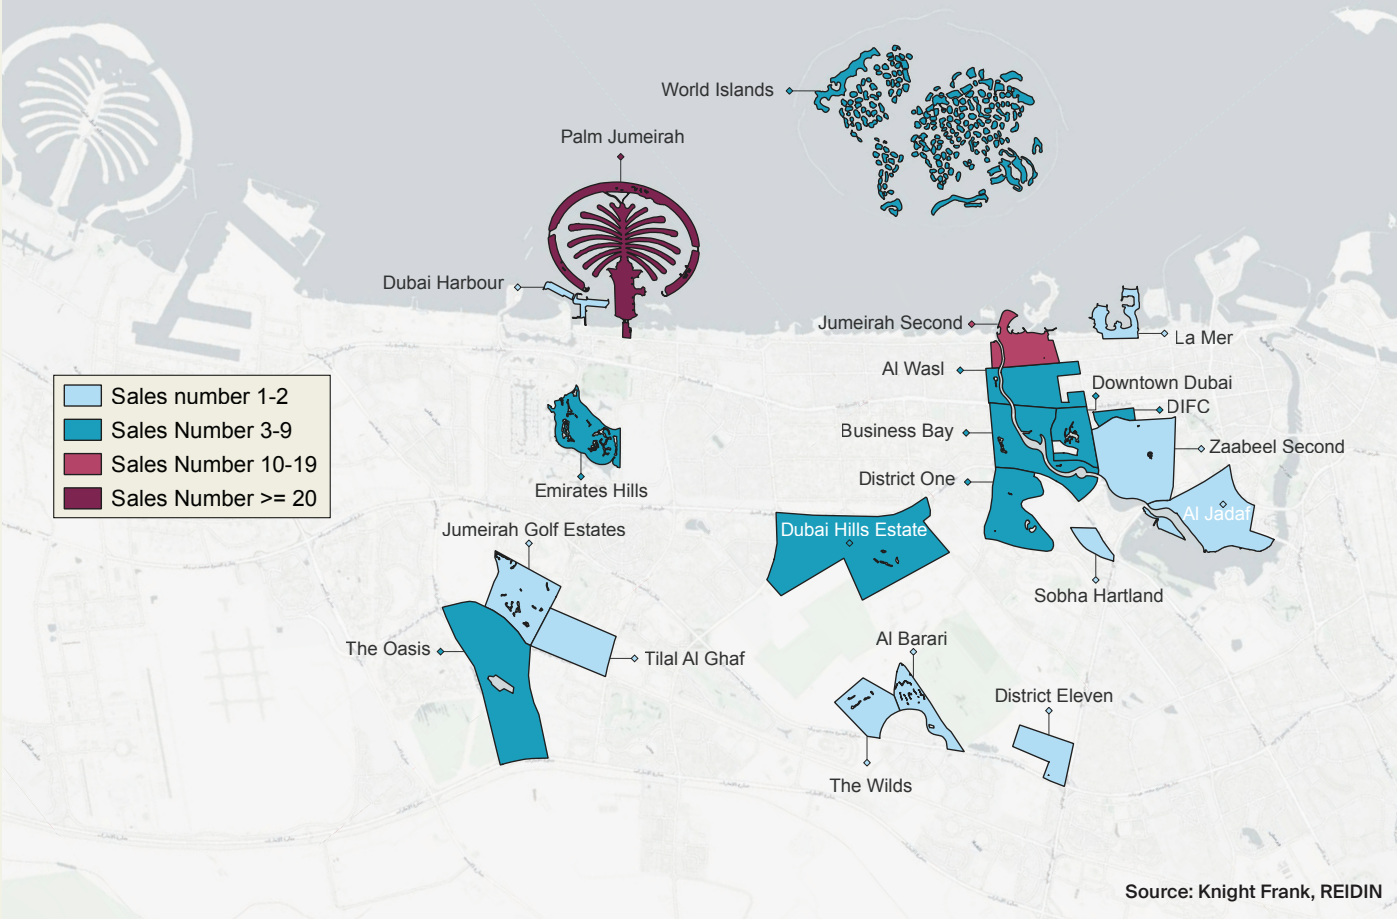 World Islands
Palm Jumeirah
Dubai Harbour
Jumeirah Second
La Mer
Al Wasl
Downtown Dubai
DIFC
Business Bay
Zaabeel Second
District One
Emirates Hills
Al Jadaf
Jumeirah Golf Estates
Dubai Hills Estate
Sobha Hartland
The Oasis
Tilal Al Ghaf
Al Barari
District Eleven
The Wilds
Sales number 1-2
Sales Number 3-9
Sales Number 10-19
Sales Number >= 20
Source: Knight Frank, REIDIN